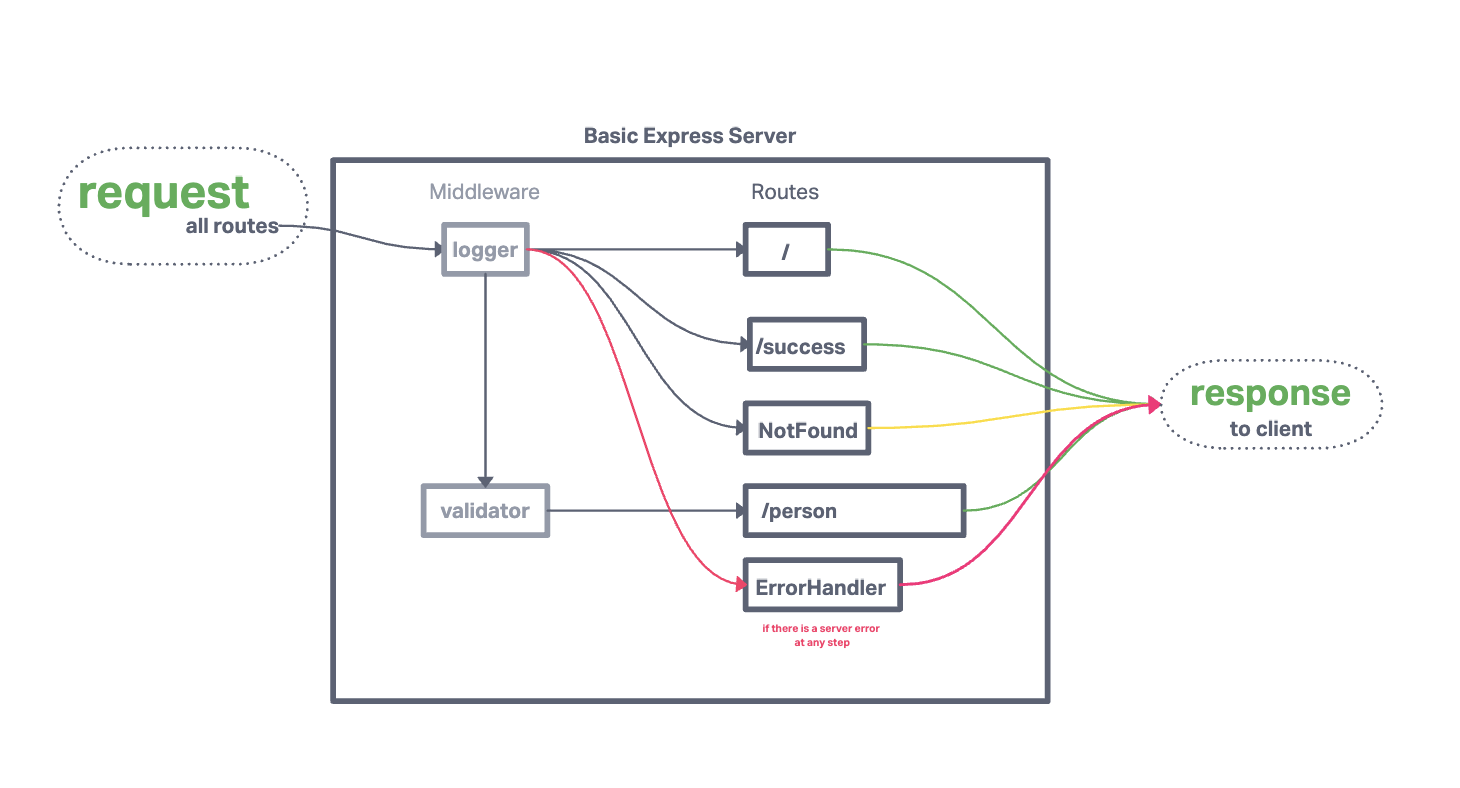 Basic Express Server
request
all routes
Middleware
Routes
logger
/
/success
NotFound
validator
/person
ErrorHandler
if there is a server error
at any step
response
to client